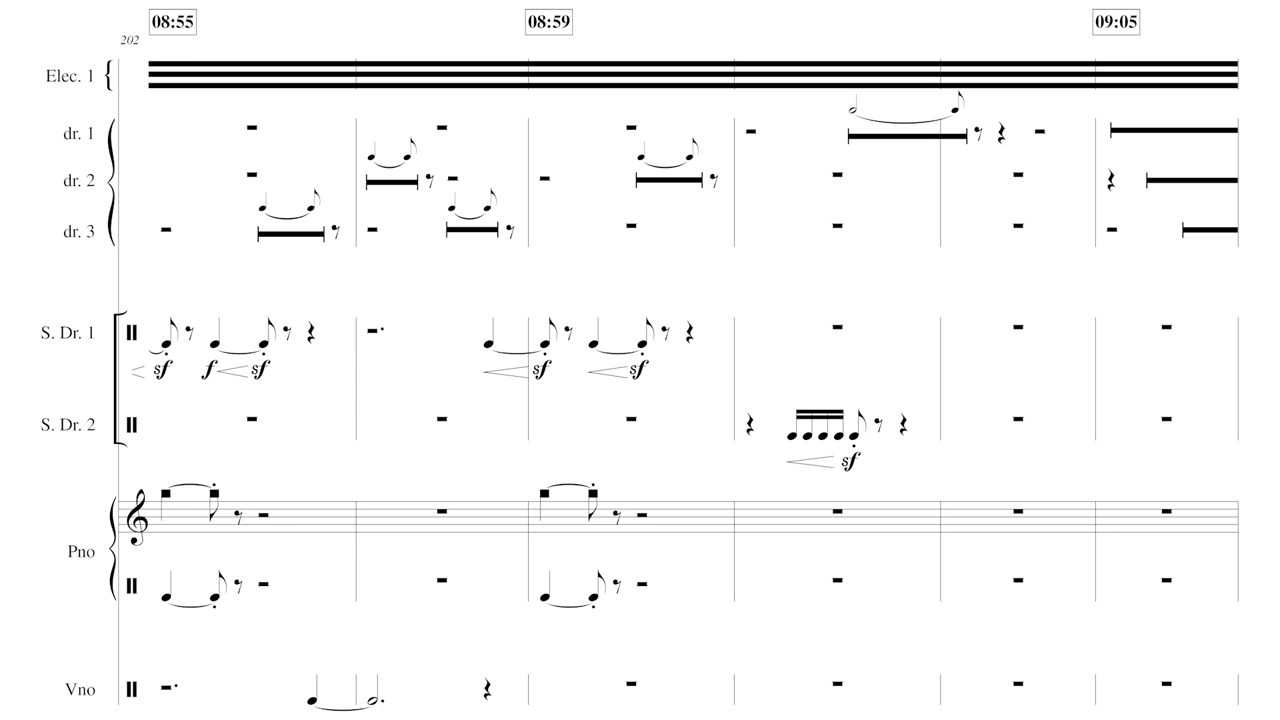 08:55 08:59 09:05
202
Elec. 1
dr. 1
dr. 2
dr. 3
S. Dr. 1
sf f sf sf sf
S. Dr. 2
sf
Pno
Vno